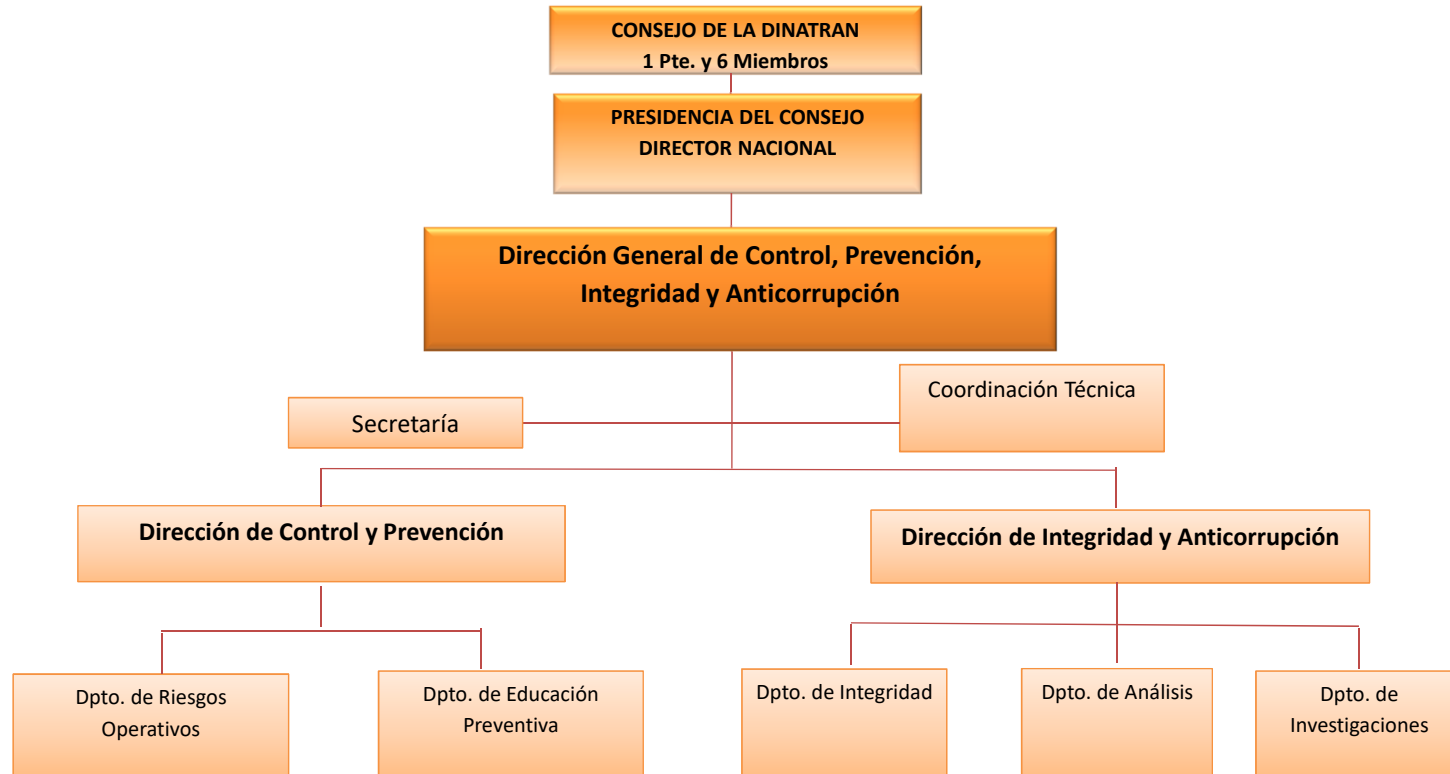 CONSEJO DE LA DINATRAN
1 Pte. y 6 Miembros
PRESIDENCIA DEL CONSEJO
DIRECTOR NACIONAL
Dirección General de Control, Prevención,
Integridad y Anticorrupción
Coordinación Técnica
Secretaría
Dirección de Control y Prevención
Dirección de Integridad y Anticorrupción
Dpto. de Riesgos
Operativos
Dpto. de Educación
Preventiva
Dpto. de Integridad
Dpto. de Análisis
Dpto. de
Investigaciones